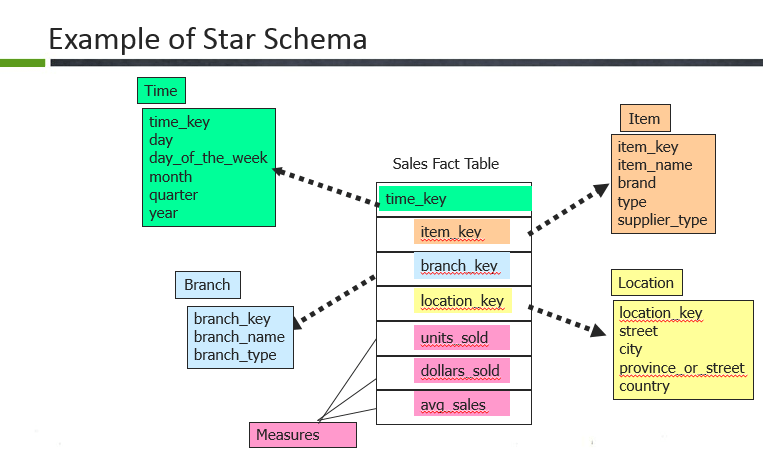 Example of Star Schema
Time
time_key
day
day_of_the_week
month
quarter
year
Item
item_key
item_name
brand
type
supplier_type
Sales Fact Table
time_key
item_key
branch_key
location_key
units_sold
dollars_sold
avg_sales
Branch
branch_key
branch_name
branch_type
Location
location_key
street
city
province_or_street
country
Measures